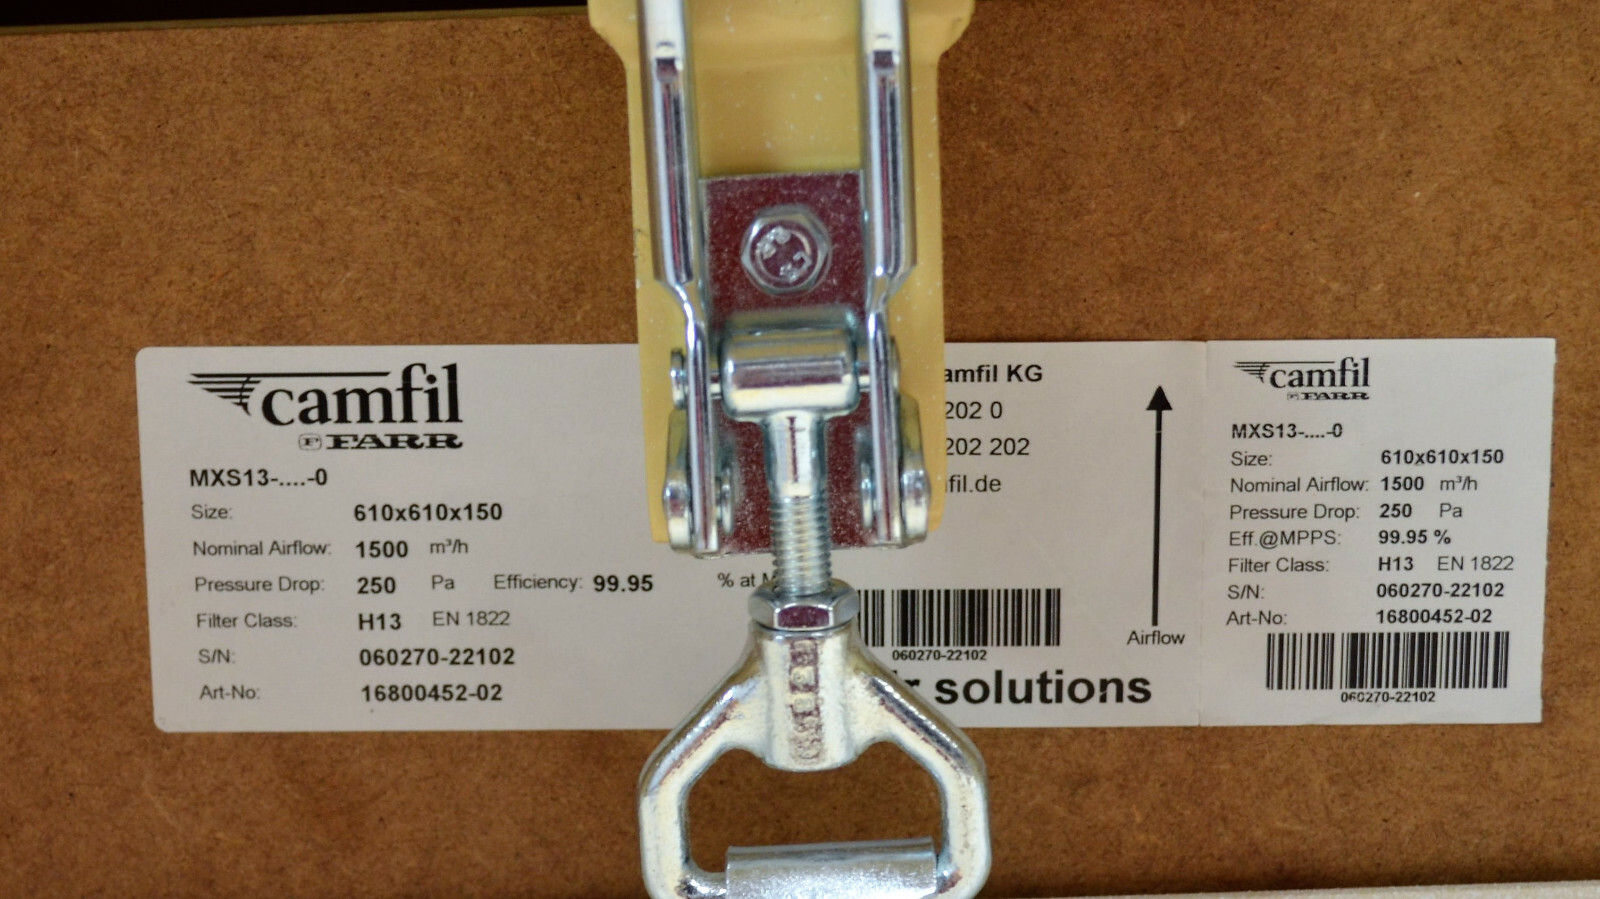 camfil
FARR
MXS13-....-0
Size: 610x610x150
Nominal Airflow: 1500 m³/h
Pressure Drop: 250 Pa Efficiency: 99.95 % at
Filter Class: H13 EN 1822
S/N: 060270-22102
Art-No: 16800452-02
amfil KG
202 0
202 202
fil.de
060270-22102
solutions
Airflow
camfil
FARR
MXS13-....-0
Size: 610x610x150
Nominal Airflow: 1500 m³/h
Pressure Drop: 250 Pa
Eff.@MPPS: 99.95 %
Filter Class: H13 EN 1822
S/N: 060270-22102
Art-No: 16800452-02
060270-22102